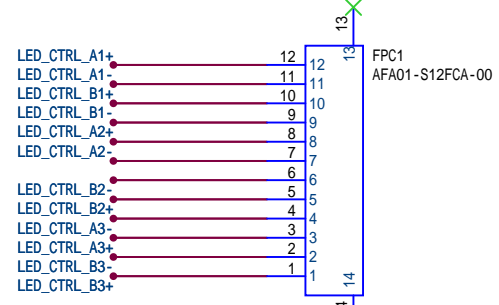 13
LED_CTRL_A1+ 12 12 13 FPC1
LED_CTRL_A1- 11 11 AFA01-S12FCA-00
LED_CTRL_B1+ 10 10
LED_CTRL_B1- 9 9
LED_CTRL_A2+ 8 8
LED_CTRL_A2- 7 7
6 6
LED_CTRL_B2- 5 5
LED_CTRL_B2+ 4 4
LED_CTRL_A3- 3 3
LED_CTRL_A3+ 2 2
LED_CTRL_B3- 1 1 14
LED_CTRL_B3+